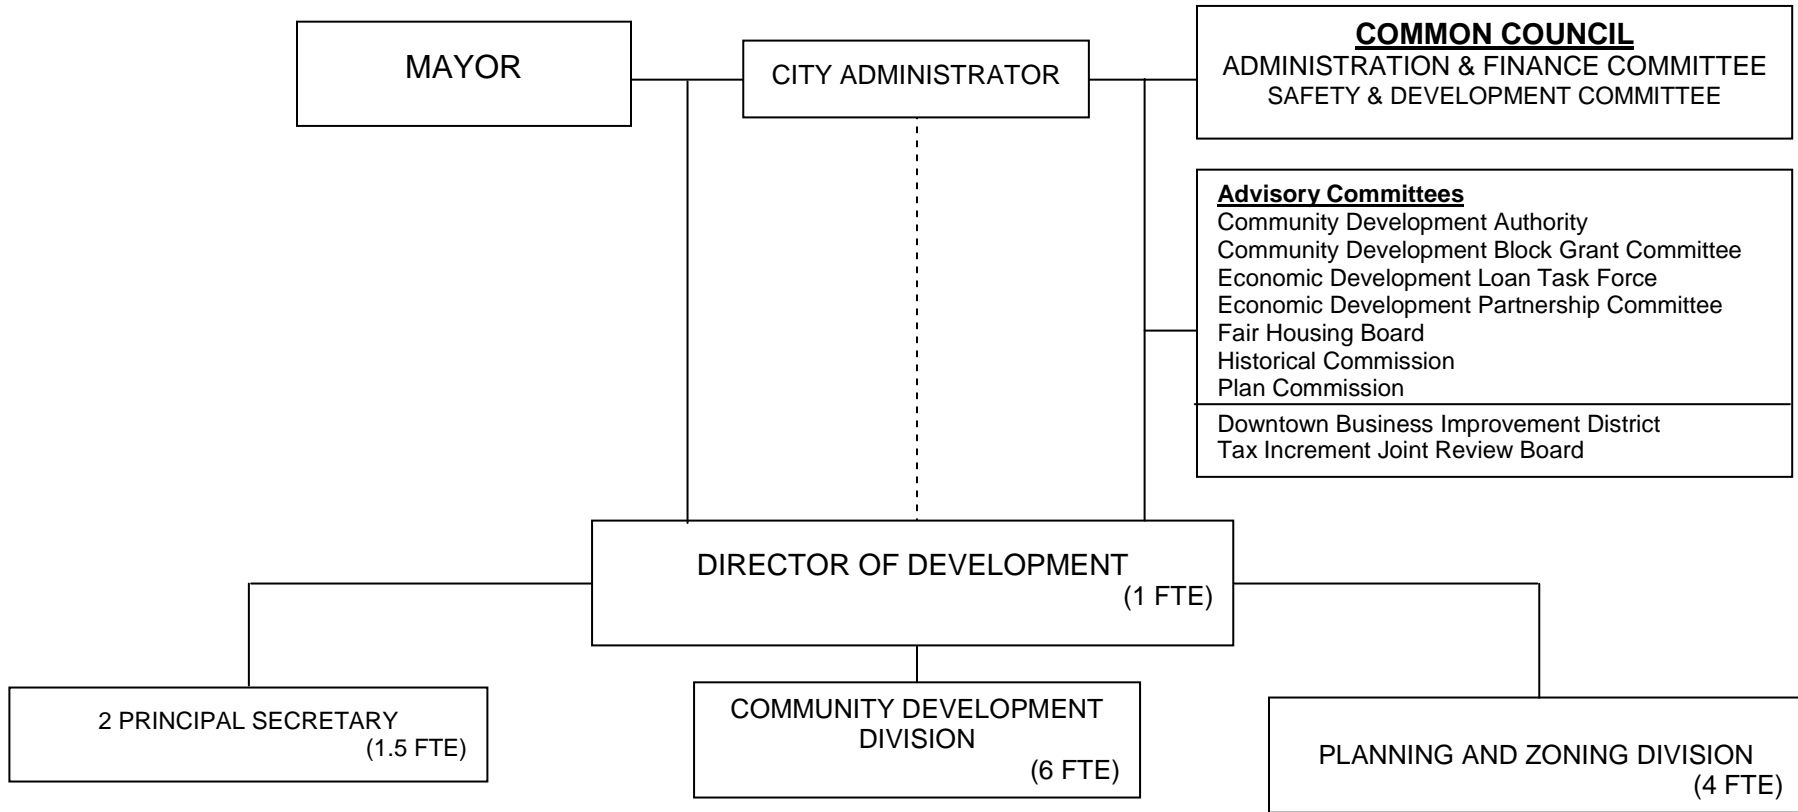 MAYOR
CITY ADMINISTRATOR
COMMON COUNCIL
ADMINISTRATION & FINANCE COMMITTEE
SAFETY & DEVELOPMENT COMMITTEE
Advisory Committees
Community Development Authority
Community Development Block Grant Committee
Economic Development Loan Task Force
Economic Development Partnership Committee
Fair Housing Board
Historical Commission
Plan Commission
Downtown Business Improvement District
Tax Increment Joint Review Board
DIRECTOR OF DEVELOPMENT
(1 FTE)
2 PRINCIPAL SECRETARY
(1.5 FTE)
COMMUNITY DEVELOPMENT
DIVISION
(6 FTE)
PLANNING AND ZONING DIVISION
(4 FTE)